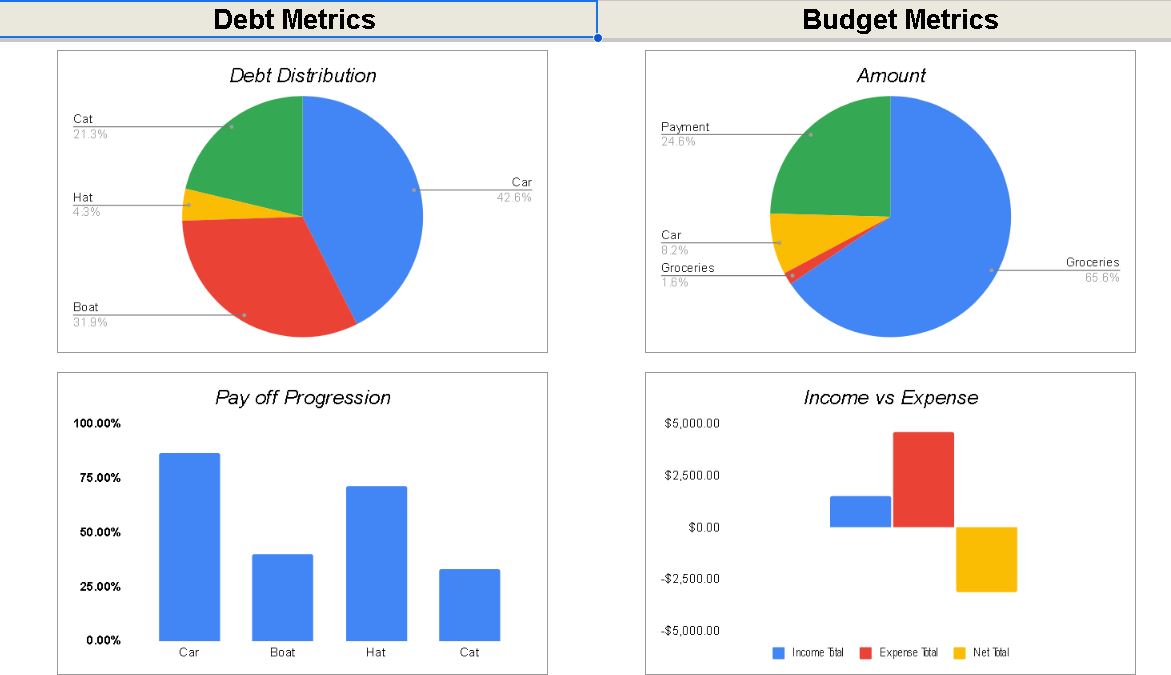 Debt Metrics
Budget Metrics
Debt Distribution
Cat
21.3%
Hat
4.3%
Boat
31.9%
Car
42.6%
Amount
Payment
24.6%
Car
8.2%
Groceries
1.6%
Groceries
65.6%
Pay off Progression
100.00%
75.00%
50.00%
25.00%
0.00%
Car Boat Hat Cat
Income vs Expense
$5,000.00
$2,500.00
$0.00
-$2,500.00
-$5,000.00
Income Total Expense Total Net Total